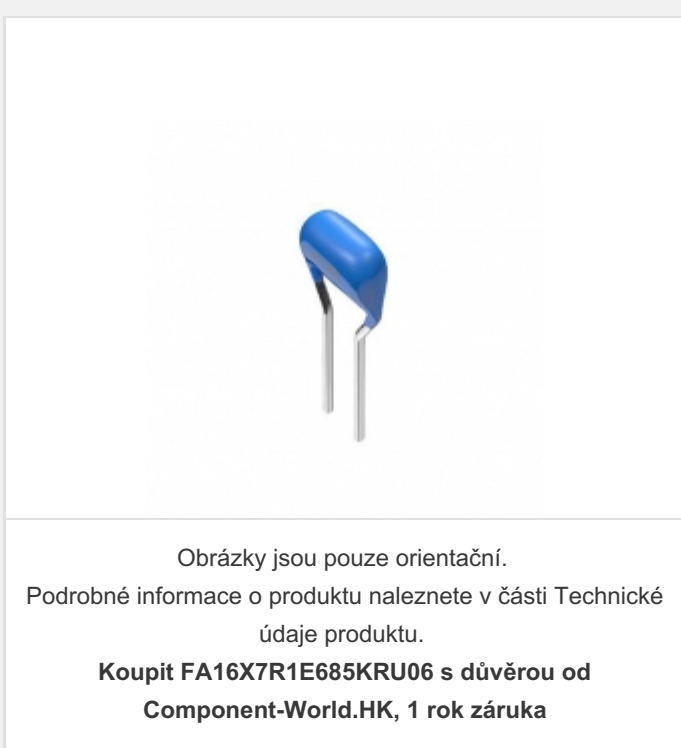 Obrázky jsou pouze orientační.
Podrobné informace o produktu naleznete v části Technické
údaje produktu.
Koupit FA16X7R1E685KRU06 s důvěrou od
Component-World.HK, 1 rok záruka